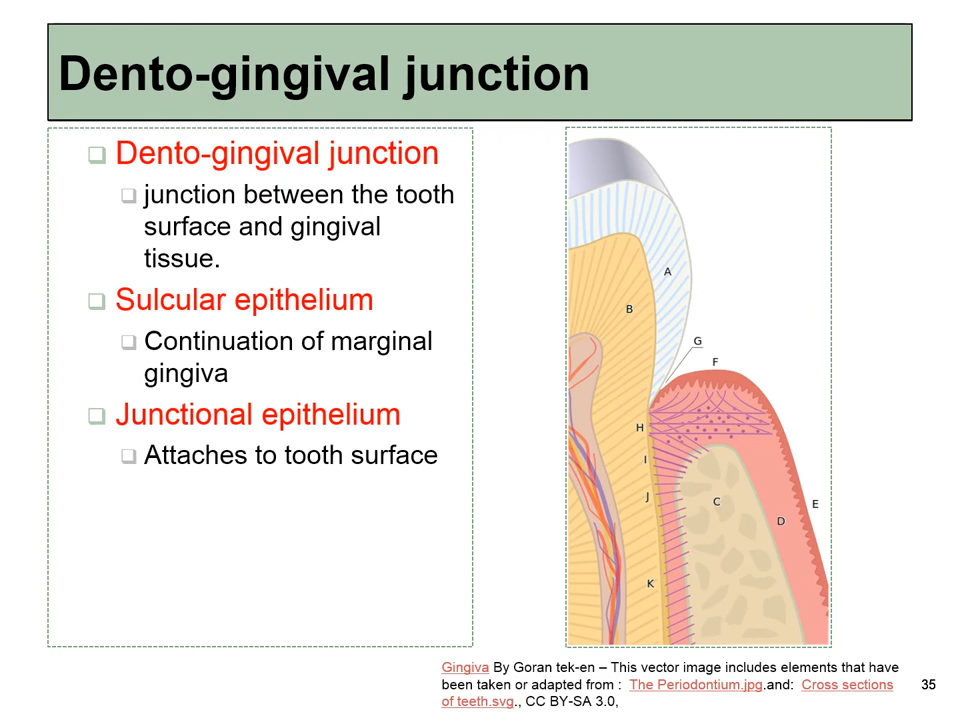 Dento-gingival junction
Dento-gingival junction
junction between the tooth
surface and gingival
tissue.
Sulcular epithelium
Continuation of marginal
gingiva
Junctional epithelium
Attaches to tooth surface
A
B
G
F
H
I
J
C
E
D
K
Gingiva By Goran tek-en – This vector image includes elements that have
been taken or adapted from : The Periodontium.jpg.and: Cross sections
of teeth.svg., CC BY-SA 3.0,
35